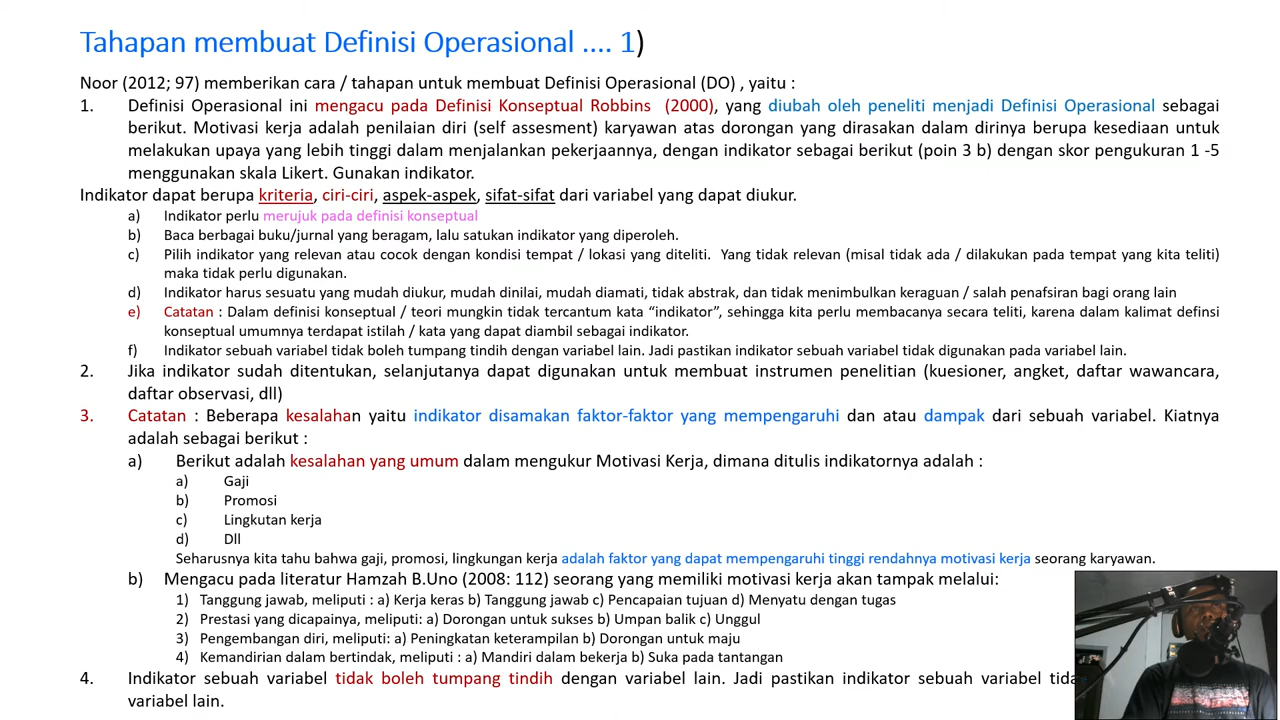 Tahapan membuat Definisi Operasional .... 1)
Noor (2012; 97) memberikan cara / tahapan untuk membuat Definisi Operasional (DO) , yaitu :
1. Definisi Operasional ini mengacu pada Definisi Konseptual Robbins (2000), yang diubah oleh peneliti menjadi Definisi Operasional sebagai
berikut. Motivasi kerja adalah penilaian diri (self assesment) karyawan atas dorongan yang dirasakan dalam dirinya berupa kesediaan untuk
melakukan upaya yang lebih tinggi dalam menjalankan pekerjaannya, dengan indikator sebagai berikut (poin 3 b) dengan skor pengukuran 1 -5
menggunakan skala Likert. Gunakan indikator.
Indikator dapat berupa kriteria, ciri-ciri, aspek-aspek, sifat-sifat dari variabel yang dapat diukur.
a) Indikator perlu merujuk pada definisi konseptual
b) Baca berbagai buku/jurnal yang beragam, lalu satukan indikator yang diperoleh.
c) Pilih indikator yang relevan atau cocok dengan kondisi tempat / lokasi yang diteliti. Yang tidak relevan (misal tidak ada / dilakukan pada tempat yang kita teliti)
maka tidak perlu digunakan.
d) Indikator harus sesuatu yang mudah diukur, mudah dinilai, mudah diamati, tidak abstrak, dan tidak menimbulkan keraguan / salah penafsiran bagi orang lain
e) Catatan : Dalam definisi konseptual / teori mungkin tidak tercantum kata “indikator”, sehingga kita perlu membacanya secara teliti, karena dalam kalimat definsi
konseptual umumnya terdapat istilah / kata yang dapat diambil sebagai indikator.
f) Indikator sebuah variabel tidak boleh tumpang tindih dengan variabel lain. Jadi pastikan indikator sebuah variabel tidak digunakan pada variabel lain.
2. Jika indikator sudah ditentukan, selanjutanya dapat digunakan untuk membuat instrumen penelitian (kuesioner, angket, daftar wawancara,
daftar observasi, dll)
3. Catatan : Beberapa kesalahan yaitu indikator disamakan faktor-faktor yang mempengaruhi dan atau dampak dari sebuah variabel. Kiatnya
adalah sebagai berikut :
a) Berikut adalah kesalahan yang umum dalam mengukur Motivasi Kerja, dimana ditulis indikatornya adalah :
a) Gaji
b) Promosi
c) Lingkutan kerja
d) Dll
Seharusnya kita tahu bahwa gaji, promosi, lingkungan kerja adalah faktor yang dapat mempengaruhi tinggi rendahnya motivasi kerja seorang karyawan.
b) Mengacu pada literatur Hamzah B.Uno (2008: 112) seorang yang memiliki motivasi kerja akan tampak melalui:
1) Tanggung jawab, meliputi : a) Kerja keras b) Tanggung jawab c) Pencapaian tujuan d) Menyatu dengan tugas
2) Prestasi yang dicapainya, meliputi: a) Dorongan untuk sukses b) Umpan balik c) Unggul
3) Pengembangan diri, meliputi: a) Peningkatan keterampilan b) Dorongan untuk maju
4) Kemandirian dalam bertindak, meliputi : a) Mandiri dalam bekerja b) Suka pada tantangan
4. Indikator sebuah variabel tidak boleh tumpang tindih dengan variabel lain. Jadi pastikan indikator sebuah variabel
variabel lain.